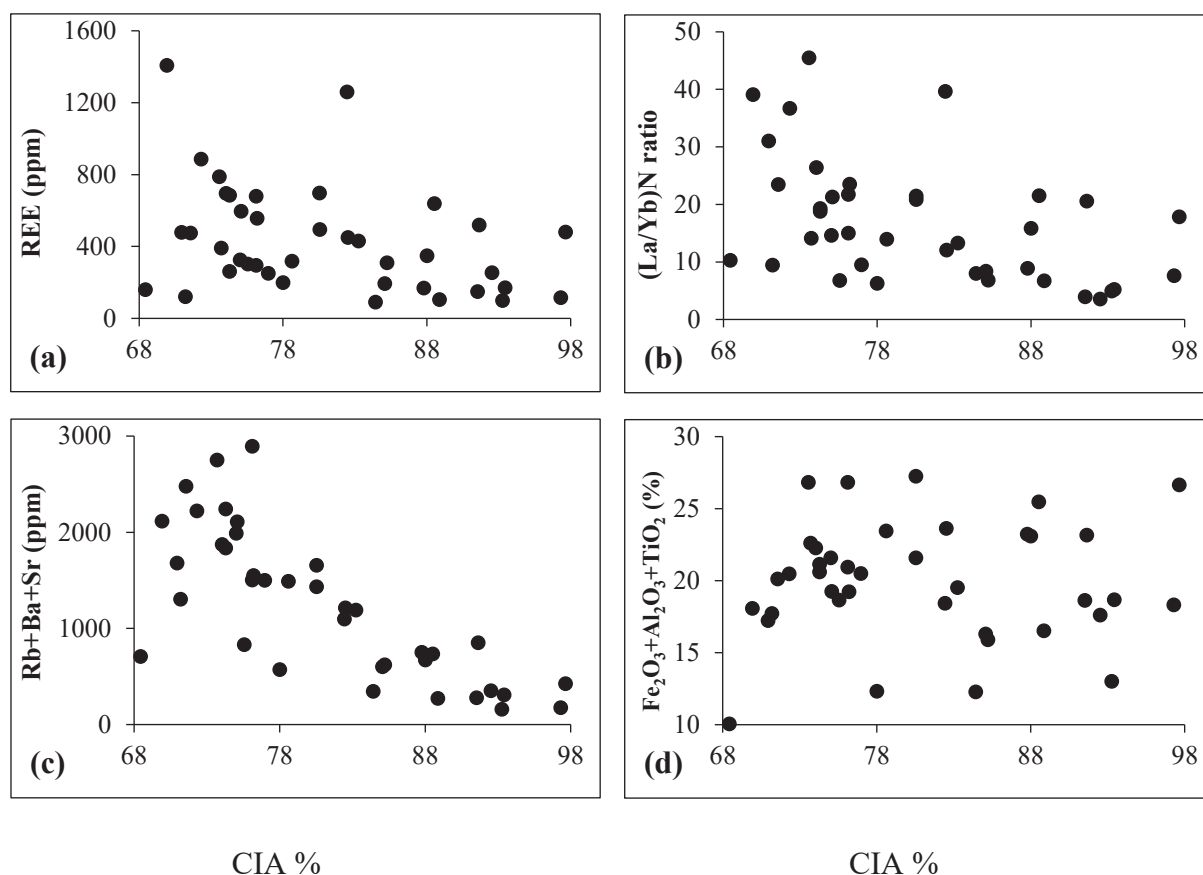 1600
1200
800
400
0
REE (ppm)
68 78 88 98
(a)
50
40
30
20
10
0
(La/Yb)N ratio
68 78 88 98
(b)
3000
2000
1000
0
Rb+Ba+Sr (ppm)
68 78 88 98
(c)
30
25
20
15
10
Fe₂O₃+Al₂O₃+TiO₂ (%)
68 78 88 98
(d)
CIA % CIA %